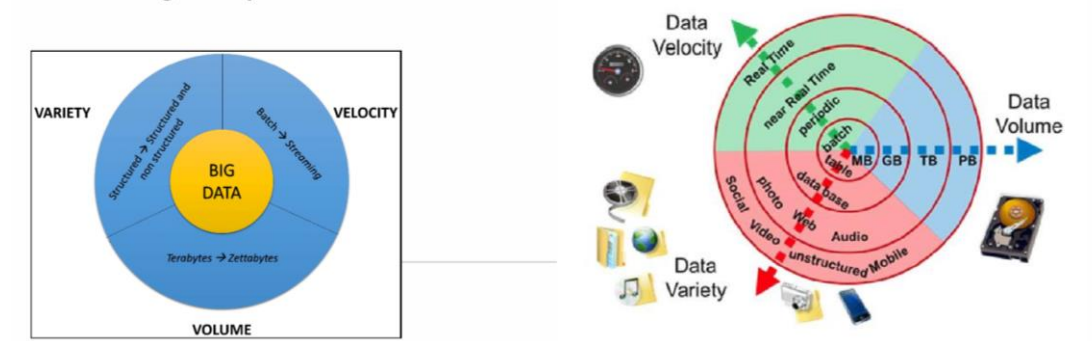 VARIETY
VELOCITY
Structured → Structured and
non structured
Batch → Streaming
BIG
DATA
Terabytes → Zettabytes
VOLUME
Data
Velocity
Real Time
near Real Time
periodic
batch
Data
Volume
MB GB TB PB
table
data base
photo Web
Audio
Social Video unstructured Mobile
Data
Variety